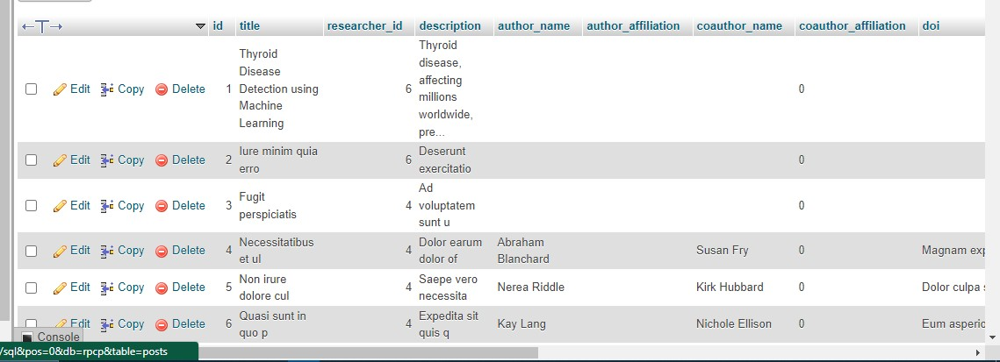 id title researcher_id description author_name author_affiliation coauthor_name coauthor_affiliation doi
Edit Copy Delete 1 Thyroid Disease Detection using Machine Learning 6 Thyroid disease, affecting millions worldwide, pre... 0
Edit Copy Delete 2 Iure minim quia erro 6 Deserunt exercitatio 0
Edit Copy Delete 3 Fugit perspiciatis 4 Ad voluptatem sunt u 0
Edit Copy Delete 4 Necessitatibus et ul 4 Dolor earum dolor of Abraham Blanchard Susan Fry 0 Magnam exp
Edit Copy Delete 5 Non irure dolore cul 4 Saepe vero necessita Nerea Riddle Kirk Hubbard 0 Dolor culpa
Edit Copy Delete 6 Quasi sunt in quo p 4 Expedita sit quis q Kay Lang Nichole Ellison 0 Eum asperic
Console
/sql&pos=0&db=rpcp&table=posts